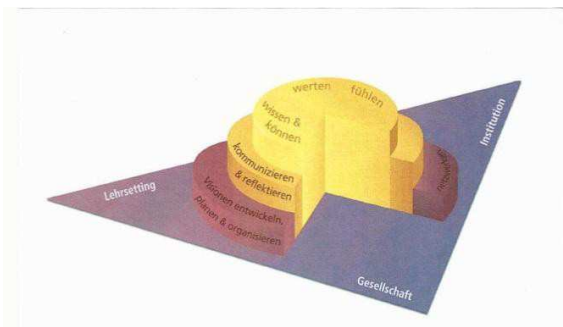 werten fühlen
wissen &
können
kommunizieren
& reflektieren
Visionen entwickeln,
planen & organisieren
Lehrsetting
Institution
Gesellschaft